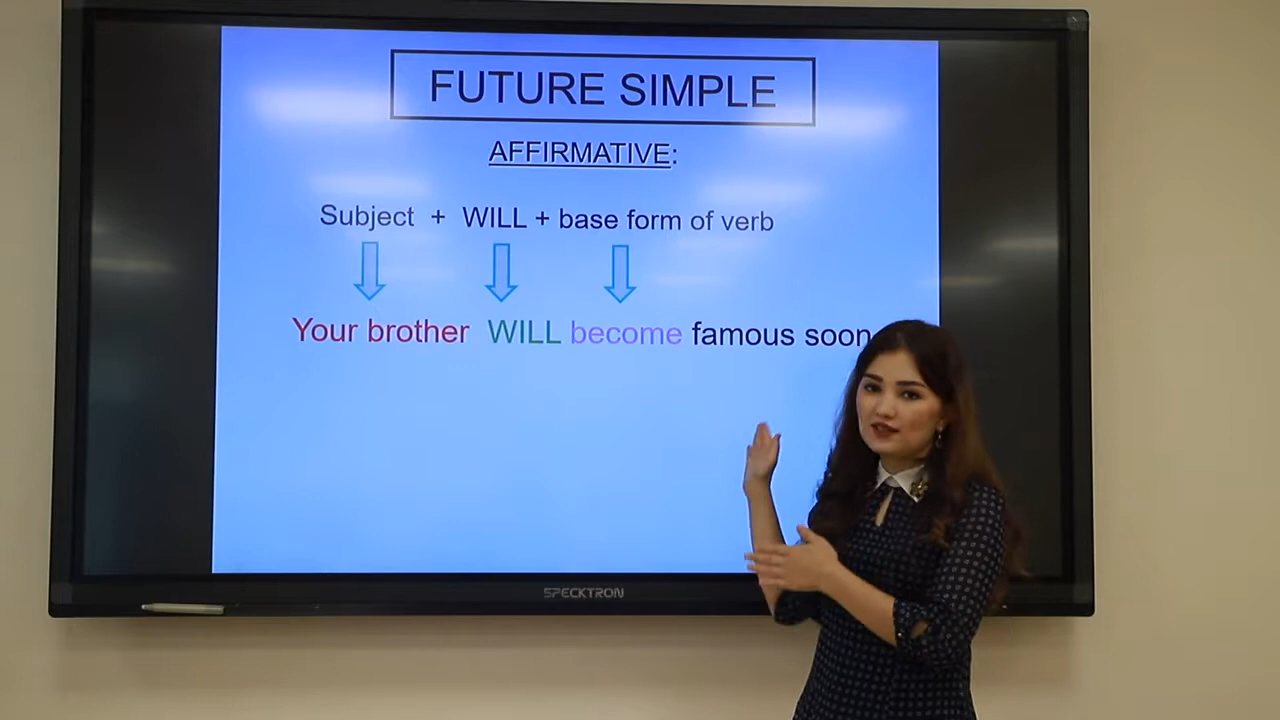 FUTURE SIMPLE
AFFIRMATIVE:
Subject + WILL + base form of verb
Your brother WILL become famous soon
SPECKTRON